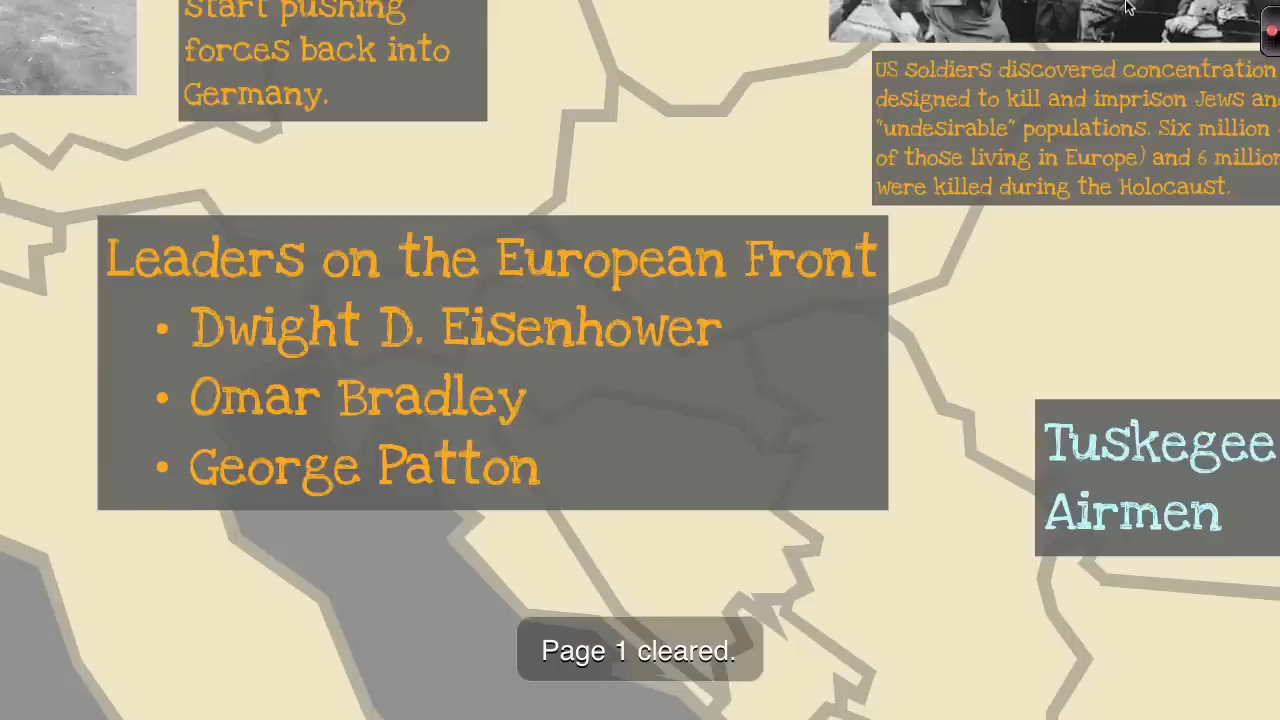 start pushing
forces back into
Germany.
US soldiers discovered concentration
designed to kill and imprison Jews and
"undesirable" populations. Six million
of those living in Europe) and 6 million
were killed during the Holocaust.
Leaders on the European Front
• Dwight D. Eisenhower
• Omar Bradley
• George Patton
Tuskegee
Airmen
Page 1 cleared.